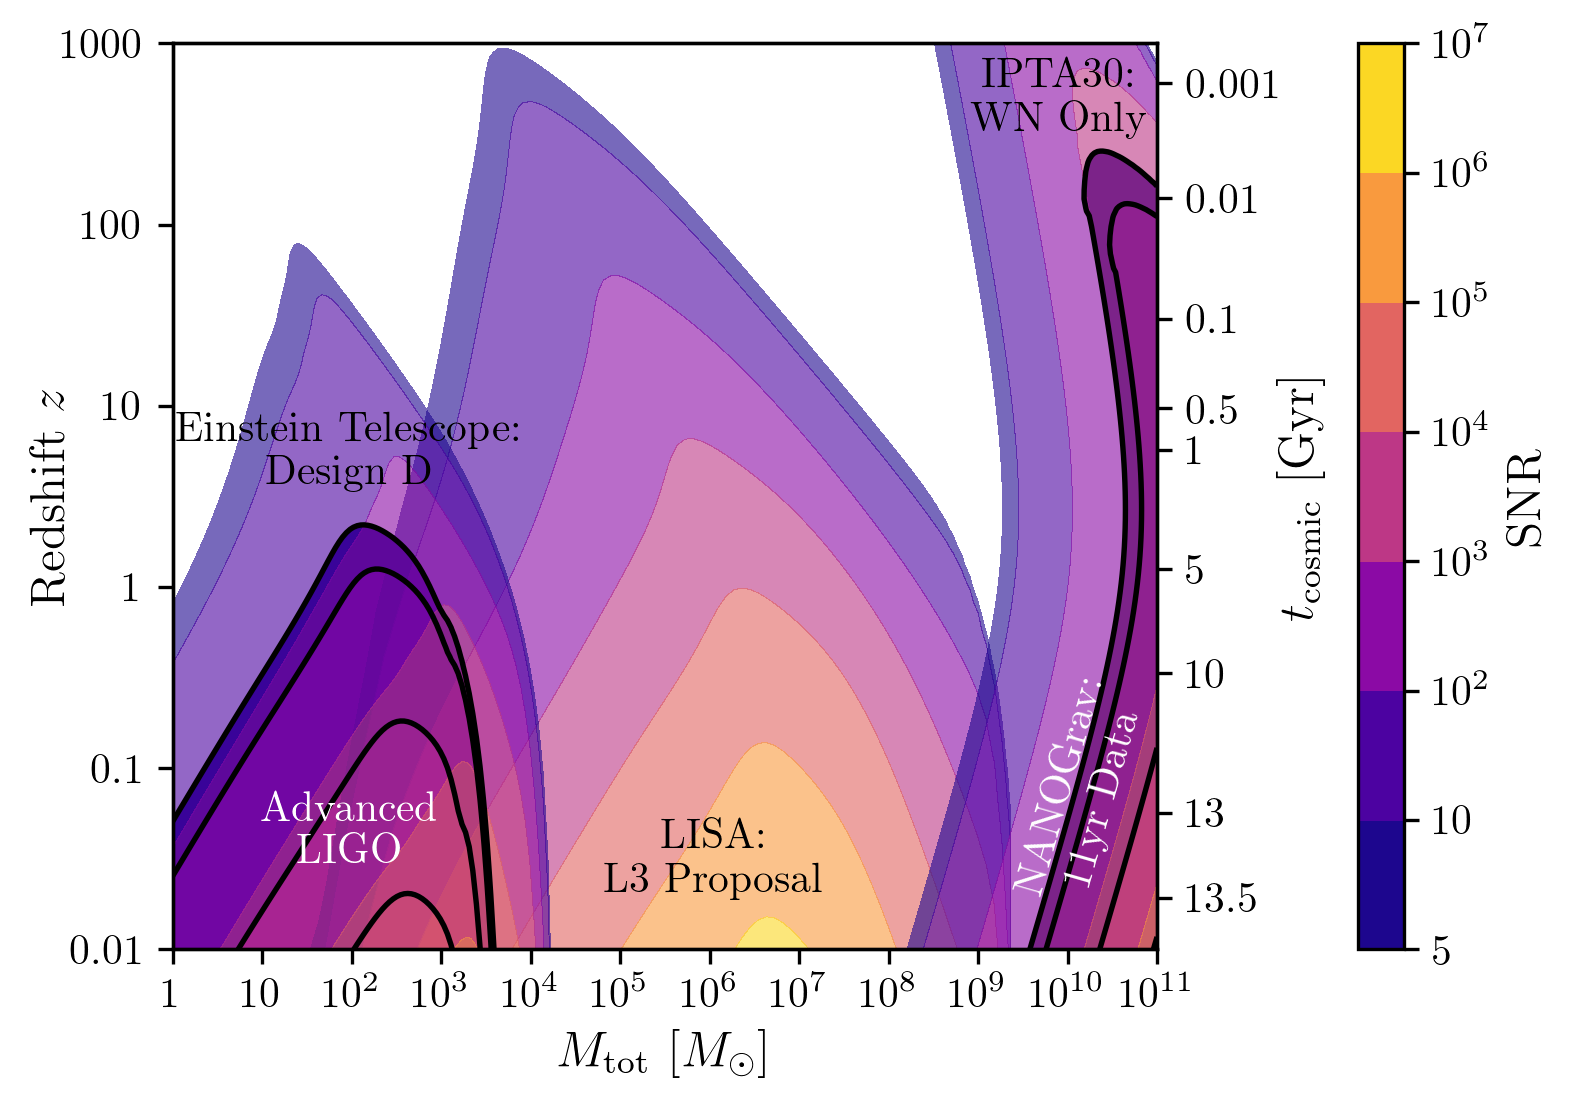 1000
100
10
1
0.1
0.01
Redshift z
1
10
10²
10³
10⁴
10⁵
10⁶
10⁷
10⁸
10⁹
10¹⁰
10¹¹
M_tot [M_⊙]
Einstein Telescope:
Design D
Advanced
LIGO
LISA:
L3 Proposal
IPTA30:
WN Only
NANOGrav:
11yr Data
0.001
0.01
0.1
0.5
1
5
10
13
13.5
t_cosmic [Gyr]
10⁷
10⁶
10⁵
10⁴
10³
10²
10
5
SNR